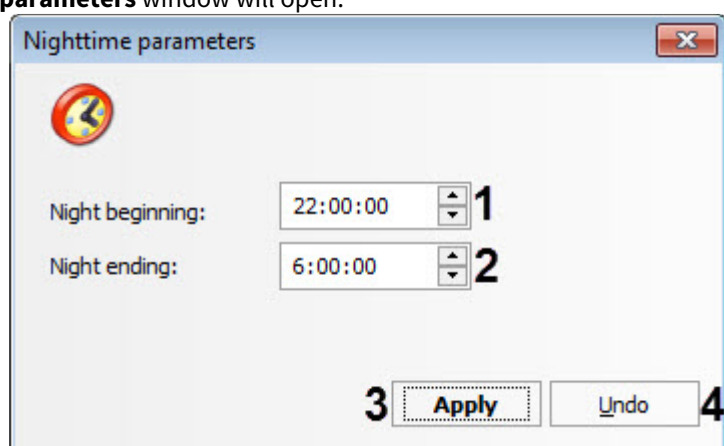 parameters window will open.
Nighttime parameters
Night beginning: 22:00:00 1
Night ending: 6:00:00 2
3 Apply Undo 4